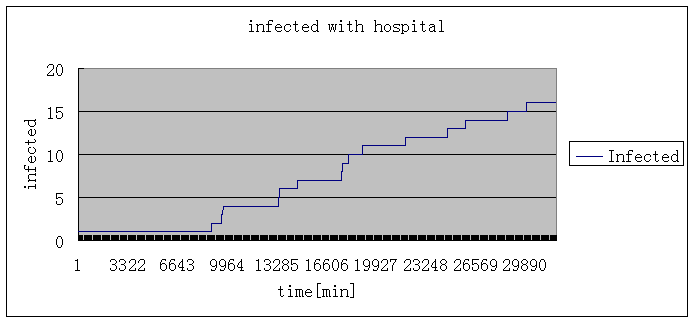 infected with hospital
20
15
10
5
0
infected
Infected
1 3322 6643 9964 13285 16606 19927 23248 26569 29890
time[min]